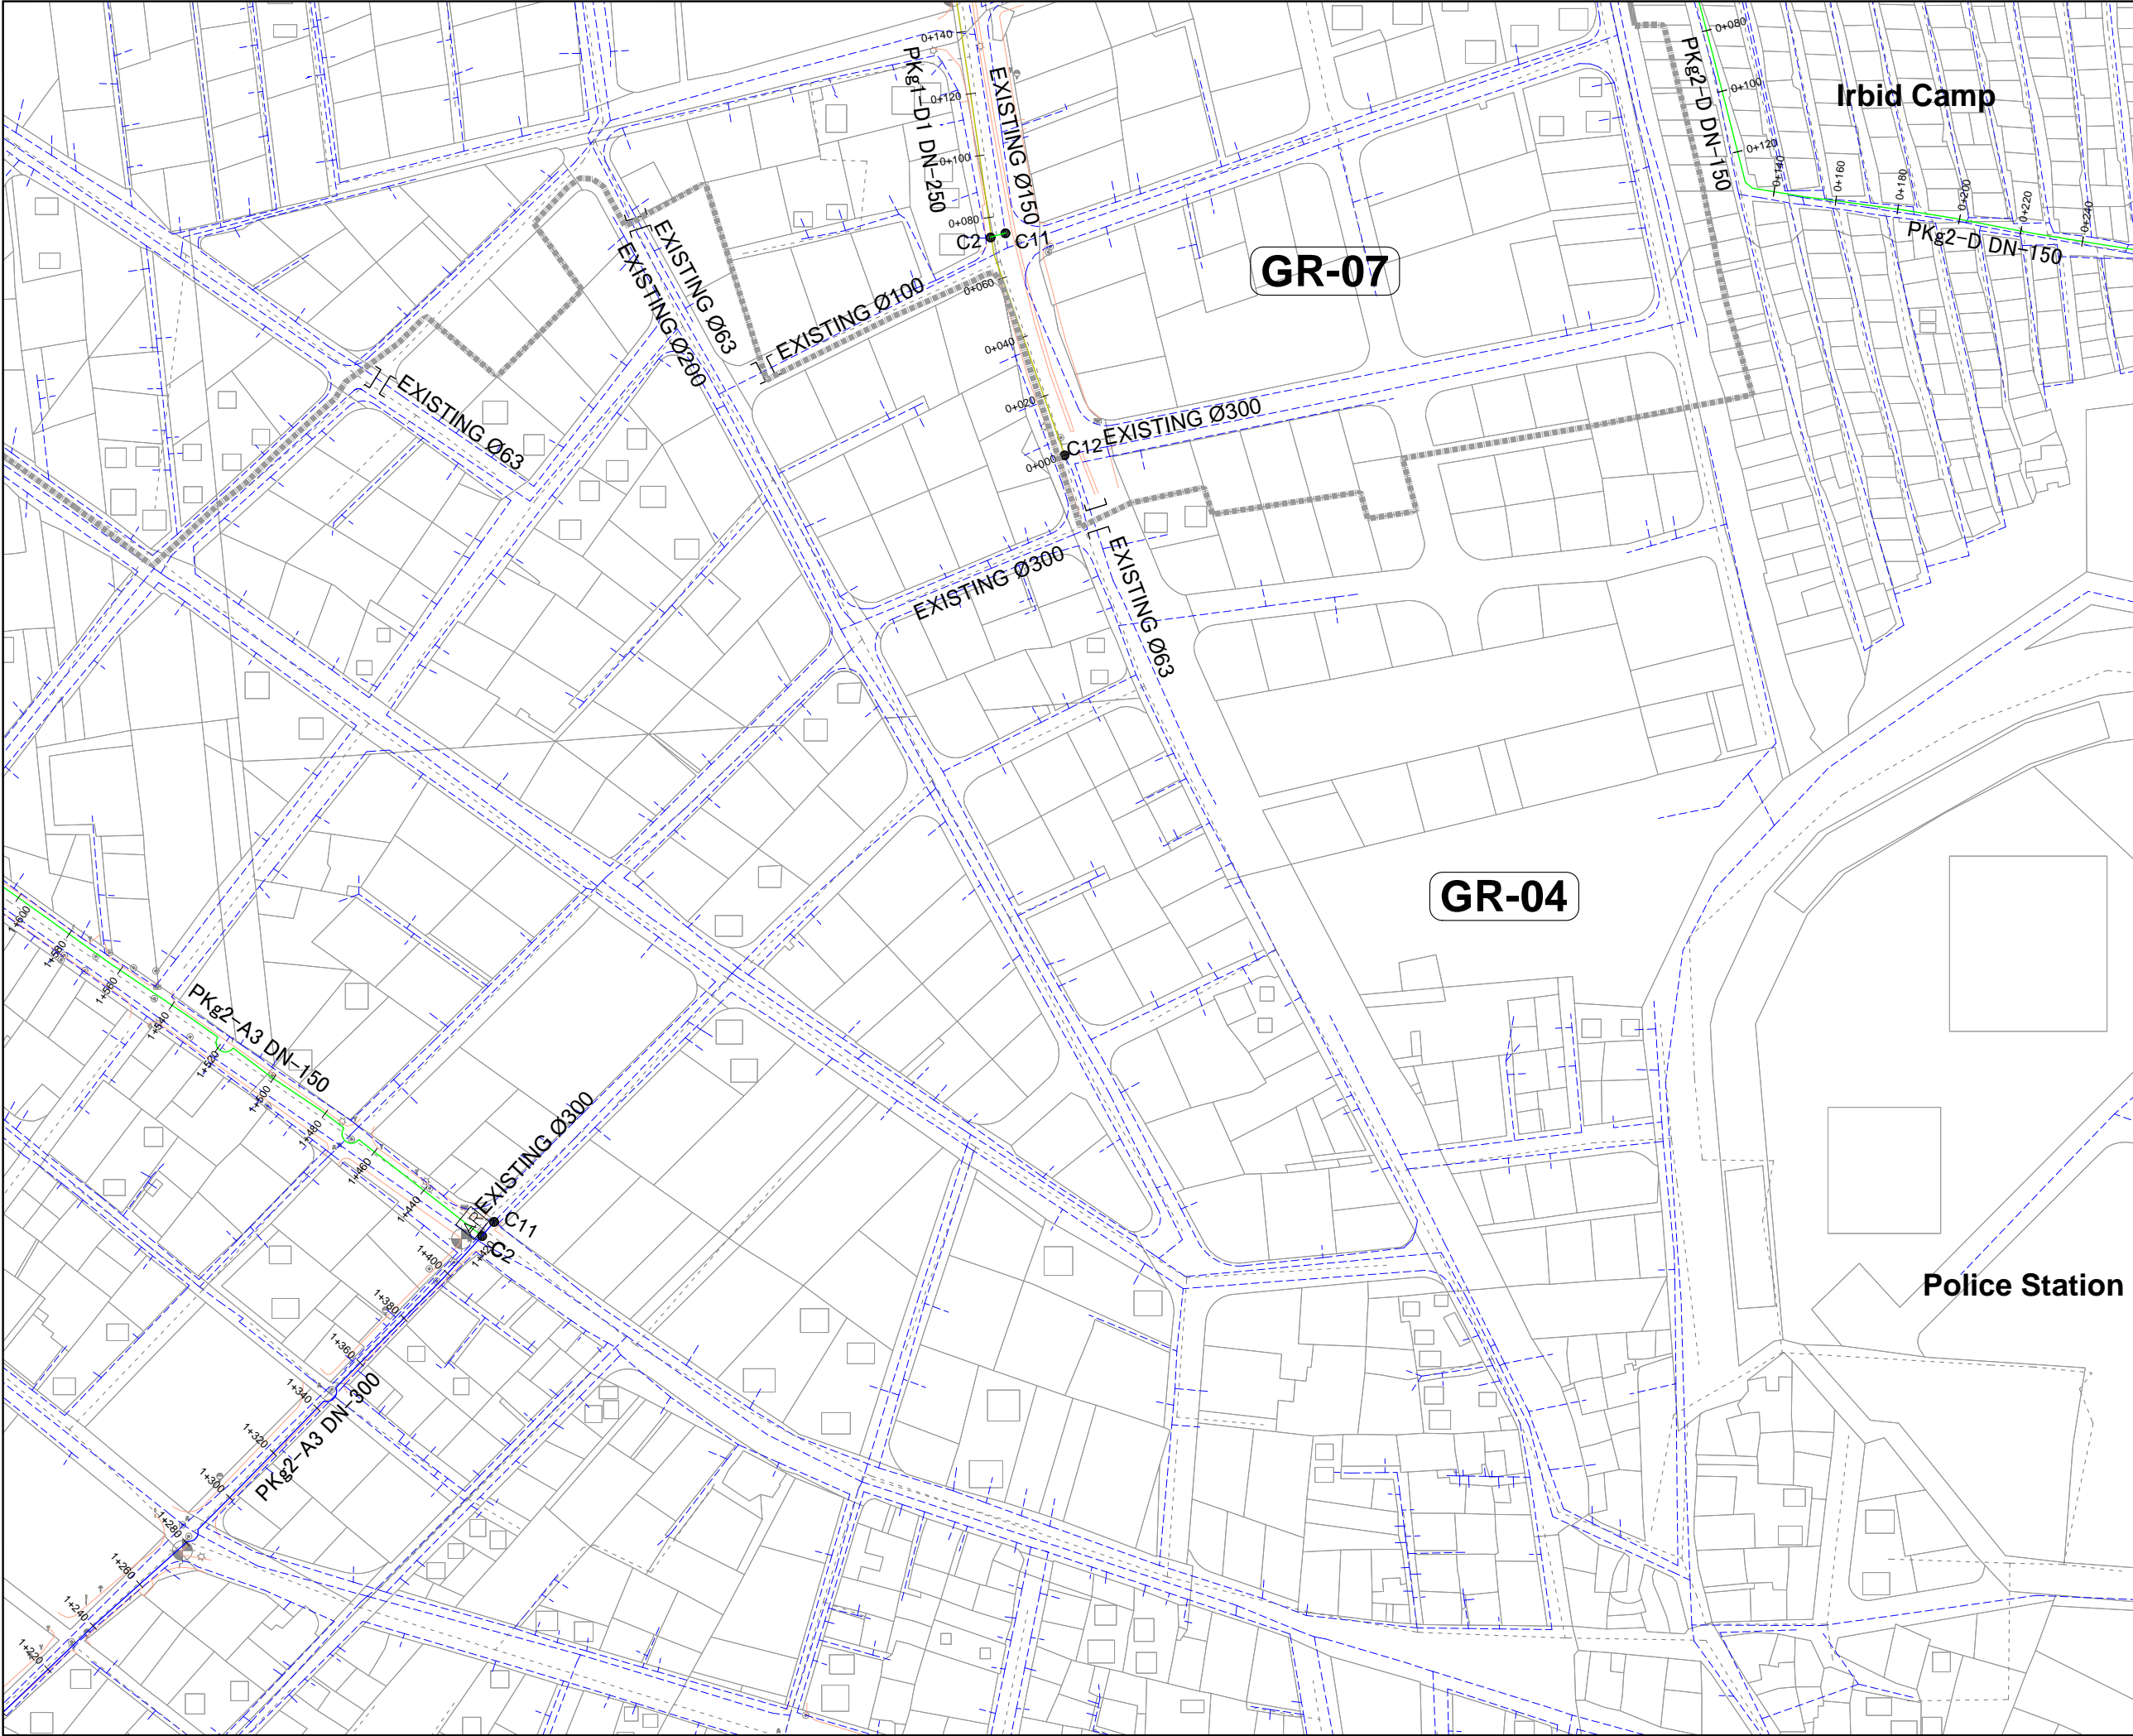 0+140
PKg1-D1 DN-250
0+120
0+100
0+080
EXISTING Ø150
C2
C11
0+060
0+040
0+020
0+000
C12
PKg2-D DN-150
0+080
0+100
0+120
0+140
0+160
0+180
0+200
0+220
0+240
Irbid Camp
PKg2-D DN-150
GR-07
EXISTING Ø63
EXISTING Ø200
EXISTING Ø100
EXISTING Ø63
EXISTING Ø300
EXISTING Ø300
EXISTING Ø63
GR-04
1+600
1+580
1+560
1+540
1+520
1+500
1+480
1+460
1+440
1+420
PKg2-A3 DN-150
EXISTING Ø300
C11
C2
1+400
1+380
1+360
1+340
1+320
1+300
1+280
1+260
1+240
1+220
PKg2-A3 DN-300
Police Station